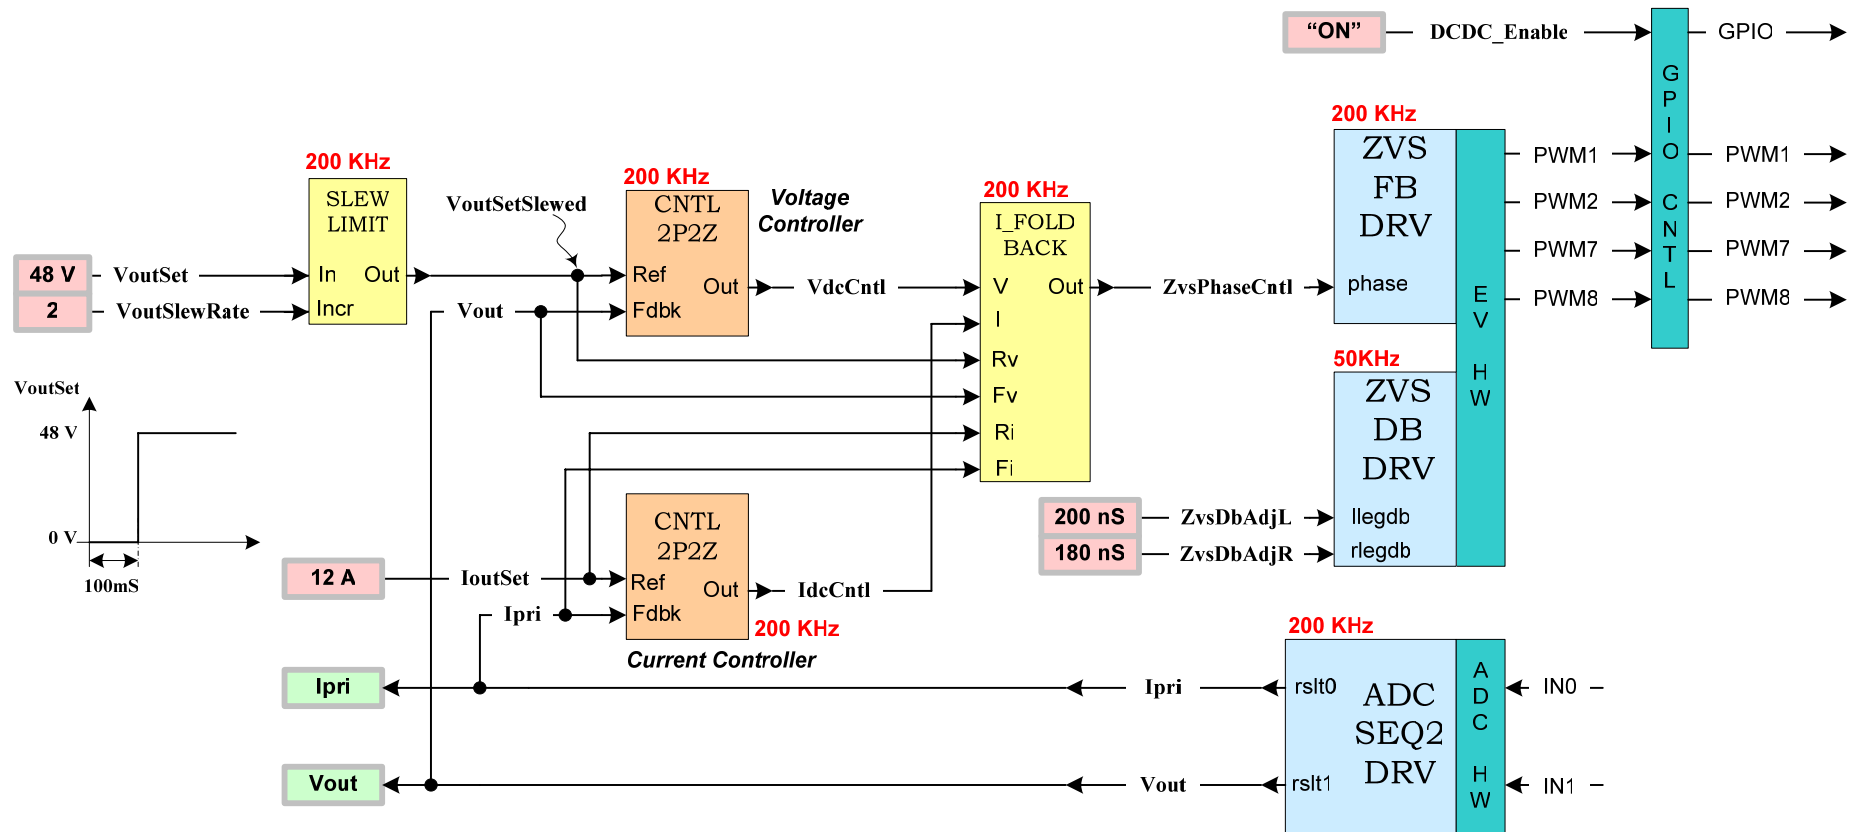 “ON”
DCDC_Enable
GPIO
GPIO CNTL
200 KHz
ZVS
FB
DRV
phase
EV HW
PWM1
PWM2
PWM7
PWM8
PWM1
PWM2
PWM7
PWM8
200 KHz
SLEW
LIMIT
In
Out
Incr
48 V
VoutSet
2
VoutSlewRate
VoutSetSlewed
200 KHz
CNTL
2P2Z
Ref
Out
Fdbk
Voltage
Controller
Vout
VdcCntl
200 KHz
I_FOLD
BACK
V
Out
I
Rv
Fv
Ri
Fi
ZvsPhaseCntl
50KHz
ZVS
DB
DRV
llegdb
rlegdb
200 nS
ZvsDbAdjL
180 nS
ZvsDbAdjR
VoutSet
48 V
0 V
100mS
12 A
IoutSet
Ipri
CNTL
2P2Z
Ref
Out
Fdbk
IdcCntl
200 KHz
Current Controller
200 KHz
ADC
SEQ2
DRV
rslt0
rslt1
ADC HW
IN0
IN1
Ipri
Ipri
Vout
Vout